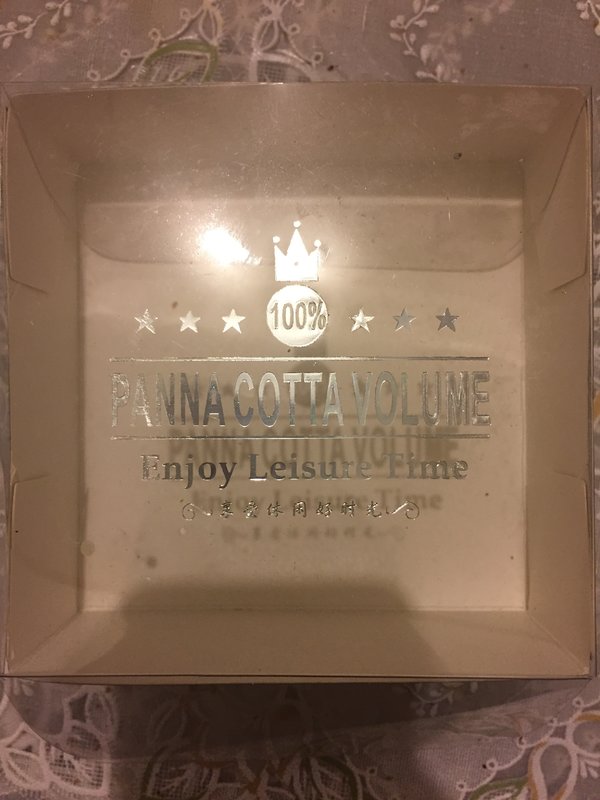 100%
PANNA COTTA VOLUME
Enjoy Leisure Time
享受休闲好时光